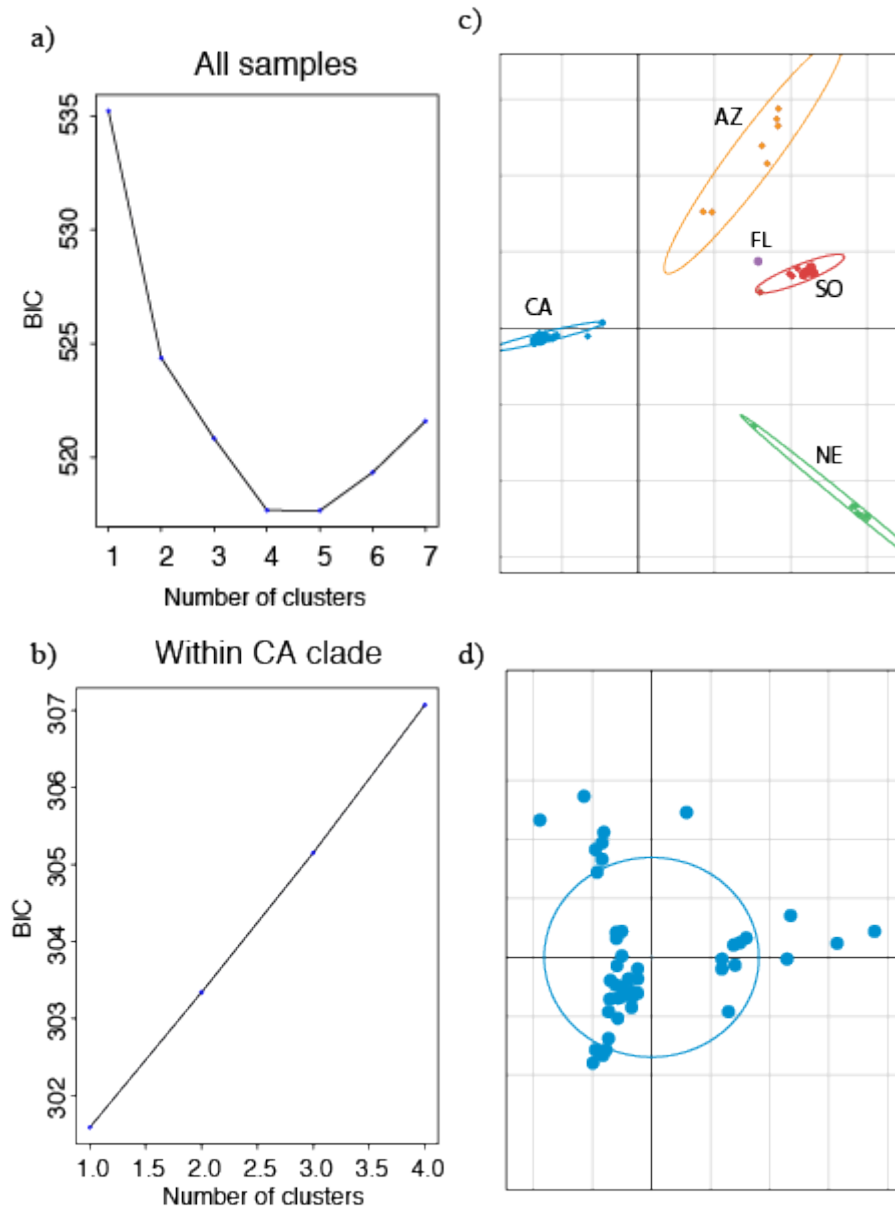 a)
All samples
535
530
525
520
BIC
1 2 3 4 5 6 7
Number of clusters
c)
AZ
FL
SO
CA
NE
b)
Within CA clade
307
306
305
304
303
302
BIC
1.0 1.5 2.0 2.5 3.0 3.5 4.0
Number of clusters
d)